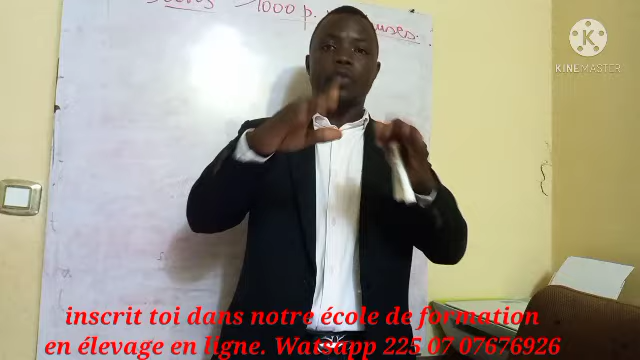 1000 p.
KINEMASTER
inscrit toi dans notre école de formation
en élevage en ligne. Watsapp 225 07 07676926